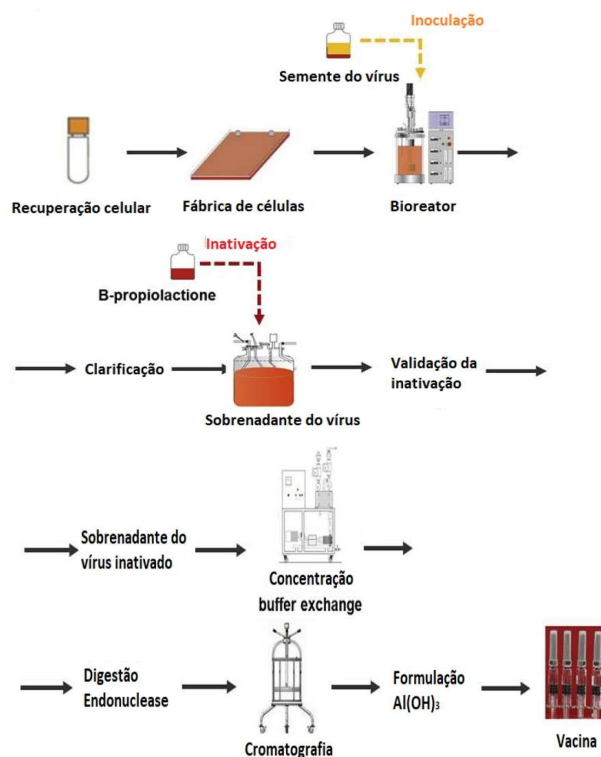 Inoculação
Semente do vírus
Recuperação celular
Fábrica de células
Bioreator
Inativação
B-propiolactione
Clarificação
Sobrenadante do vírus
Validação da
inativação
Sobrenadante do
vírus inativado
Concentração
buffer exchange
Digestão
Endonuclease
Cromatografia
Formulação
Al(OH)₃
Vacina